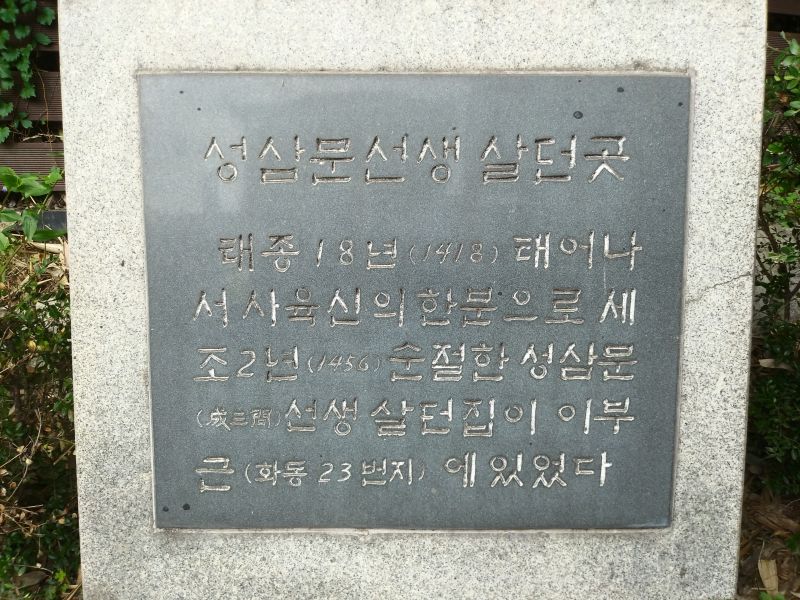 성삼문선생 살던곳
태종18년(1418) 태어나
서 사육신의 한분으로 세
조2년(1456) 순절한 성삼문
(成三問)선생 살던집이 이부
근(화동 23번지)에 있었다